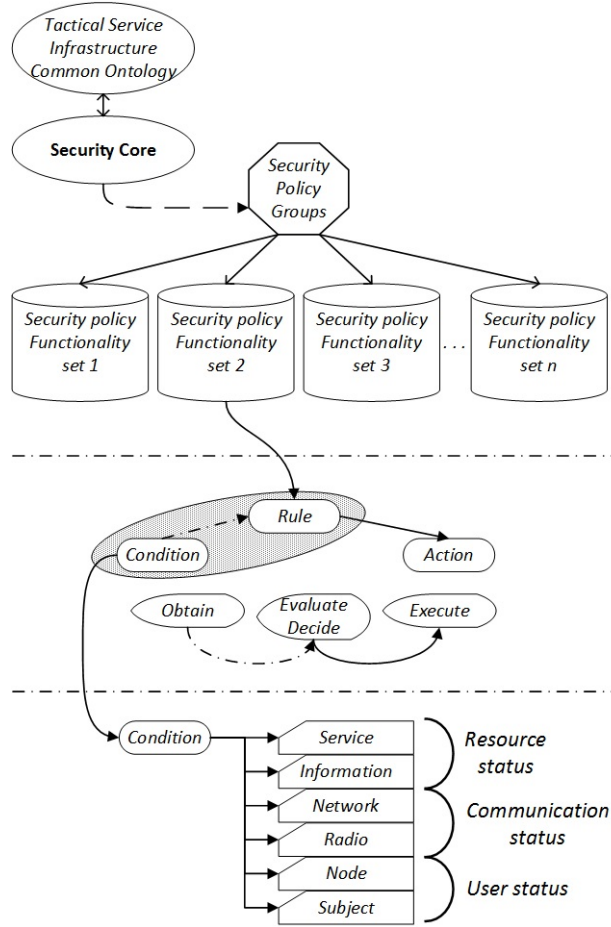 Tactical Service
Infrastructure
Common Ontology
Security Core
Security
Policy
Groups
Security policy
Functionality
set 1
Security policy
Functionality
set 2
Security policy
Functionality
set 3
. . .
Security policy
Functionality
set n
Rule
Condition
Action
Obtain
Evaluate
Decide
Execute
Condition
Service
Information
Network
Radio
Node
Subject
Resource
status
Communication
status
User status